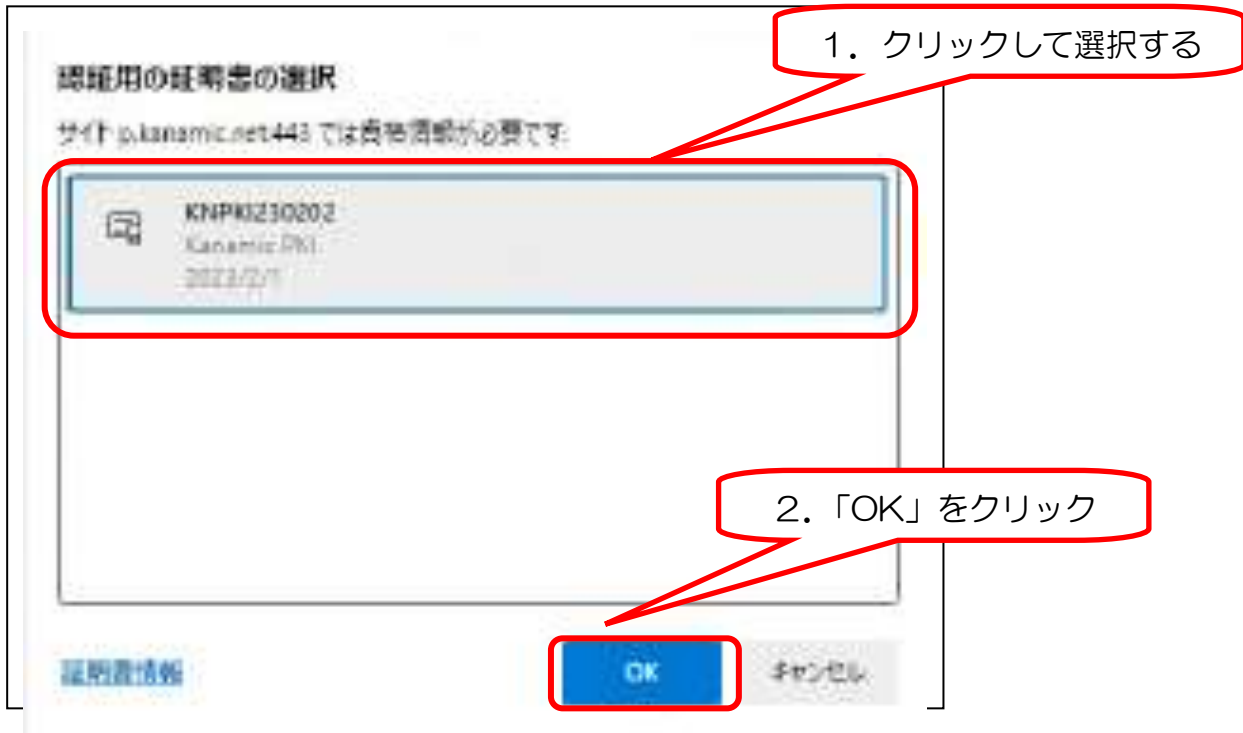 1．クリックして選択する
認証用の証明書の選択
サイト p.kanamic.net:443 では資格情報が必要です:
KNPKI230202
Kanamic PKI
2023/2/1
2．「OK」をクリック
証明書情報
OK
キャンセル